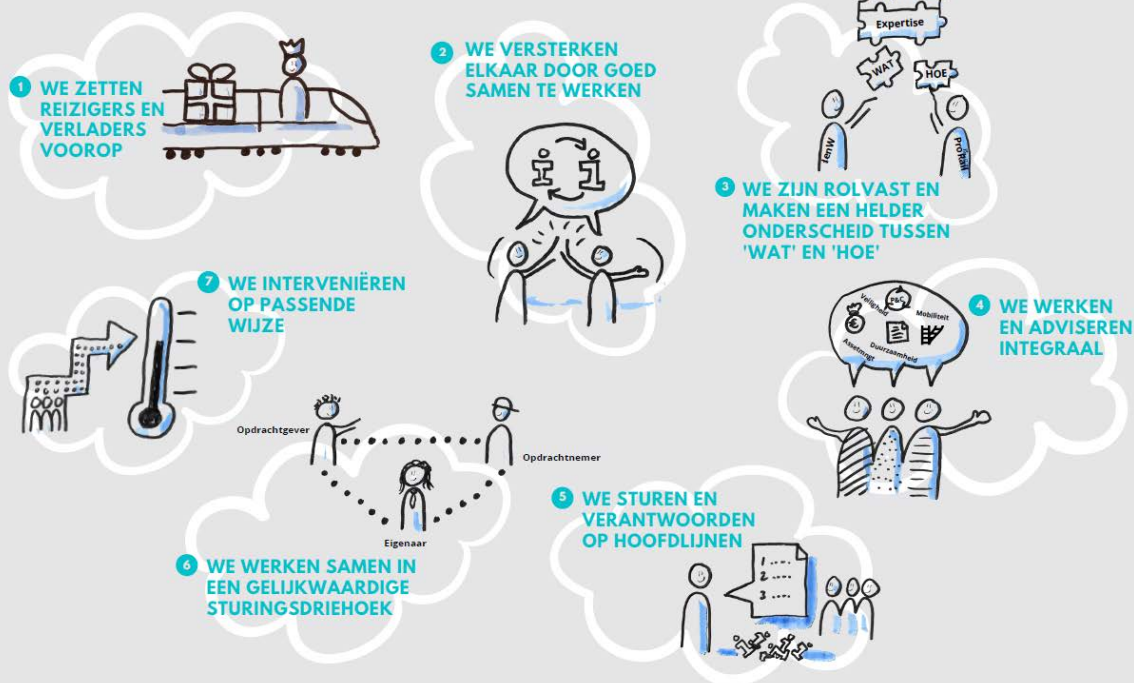 1 WE ZETTEN
REIZIGERS EN
VERLADERS
VOOROP
2 WE VERSTERKEN
ELKAAR DOOR GOED
SAMEN TE WERKEN
i i
Expertise
WAT
HOE
IenW
ProRail
3 WE ZIJN ROLVAST EN
MAKEN EEN HELDER
ONDERSCHEID TUSSEN
'WAT' EN 'HOE'
Veiligheid
P&C
Mobiliteit
€
Assetmngt
Duurzaamheid
4 WE WERKEN
EN ADVISEREN
INTEGRAAL
5 WE STUREN EN
VERANTWOORDEN
OP HOOFDLIJNEN
1 ....
2 ....
3 ....
i i i i
Opdrachtgever
Opdrachtnemer
Eigenaar
6 WE WERKEN SAMEN IN
EEN GELIJKWAARDIGE
STURINGSDRIEHOEK
7 WE INTERVENIËREN
OP PASSENDE
WIJZE